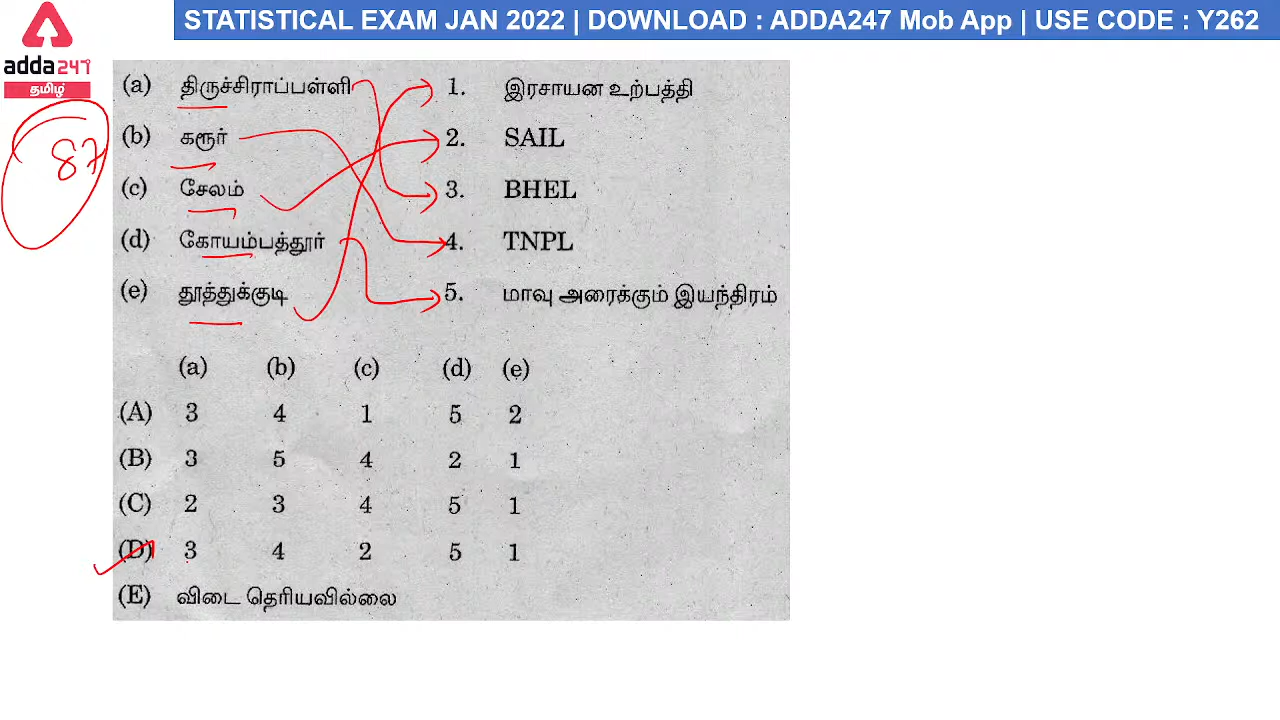 STATISTICAL EXAM JAN 2022 | DOWNLOAD : ADDA247 Mob App | USE CODE : Y262
adda247
தமிழ்
87
(a) திருச்சிராப்பள்ளி 1. இரசாயன உற்பத்தி
(b) கரூர் 2. SAIL
(c) சேலம் 3. BHEL
(d) கோயம்பத்தூர் 4. TNPL
(e) தூத்துக்குடி 5. மாவு அரைக்கும் இயந்திரம்
(a) (b) (c) (d) (e)
(A) 3 4 1 5 2
(B) 3 5 4 2 1
(C) 2 3 4 5 1
(D) 3 4 2 5 1
(E) விடை தெரியவில்லை